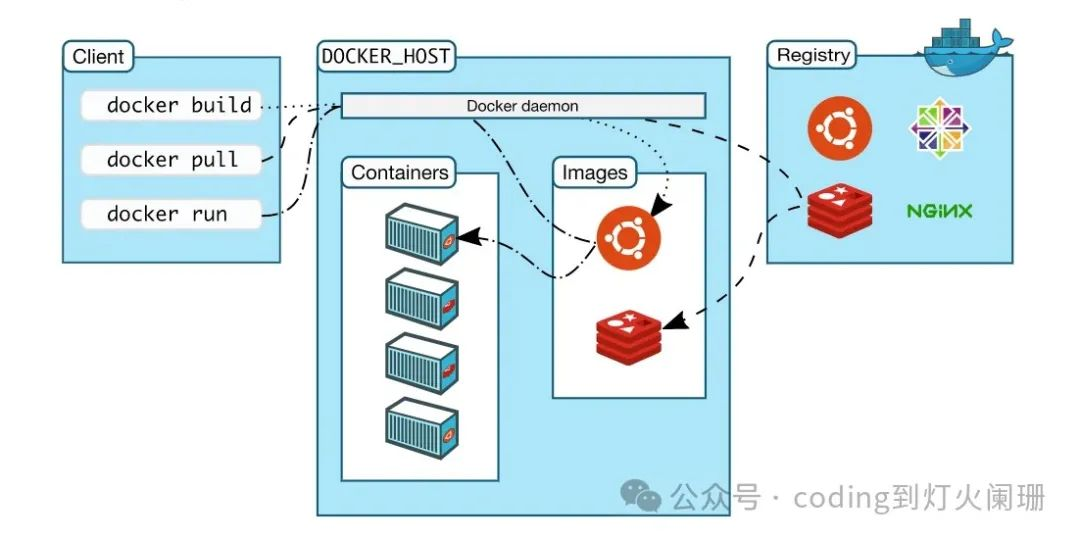 Client
docker build
docker pull
docker run
DOCKER_HOST
Docker daemon
Containers
Images
Registry
NGiNX
公众号 · coding到灯火阑珊